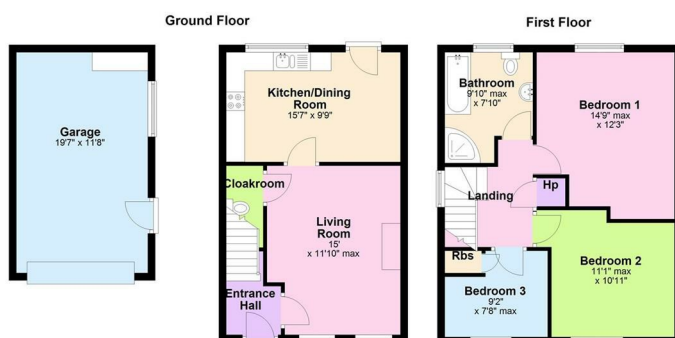 Ground Floor
First Floor
Garage
19'7" x 11'8"
Kitchen/Dining
Room
15'7" x 9'9"
Cloakroom
Living
Room
15'
x 11'10" max
Entrance
Hall
Bathroom
9'10" max
x 7'10"
Bedroom 1
14'9" max
x 12'3"
Landing
Hp
Rbs
Bedroom 2
11'1" max
x 10'11"
Bedroom 3
9'2"
x 7'8" max